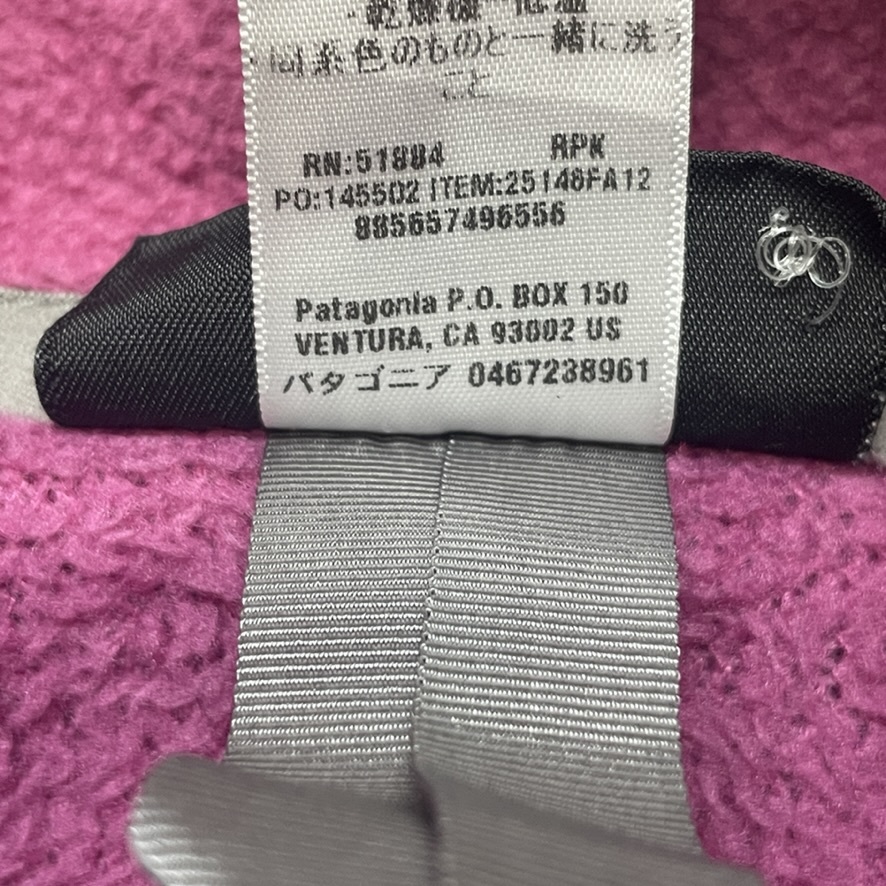 ・乾燥機 低温
同系色のものと一緒に洗う
こと
RN:51884 RPK
PO:145502 ITEM:25148FA12
885657496556
Patagonia P.O. BOX 150
VENTURA, CA 93002 US
パタゴニア 0467238961